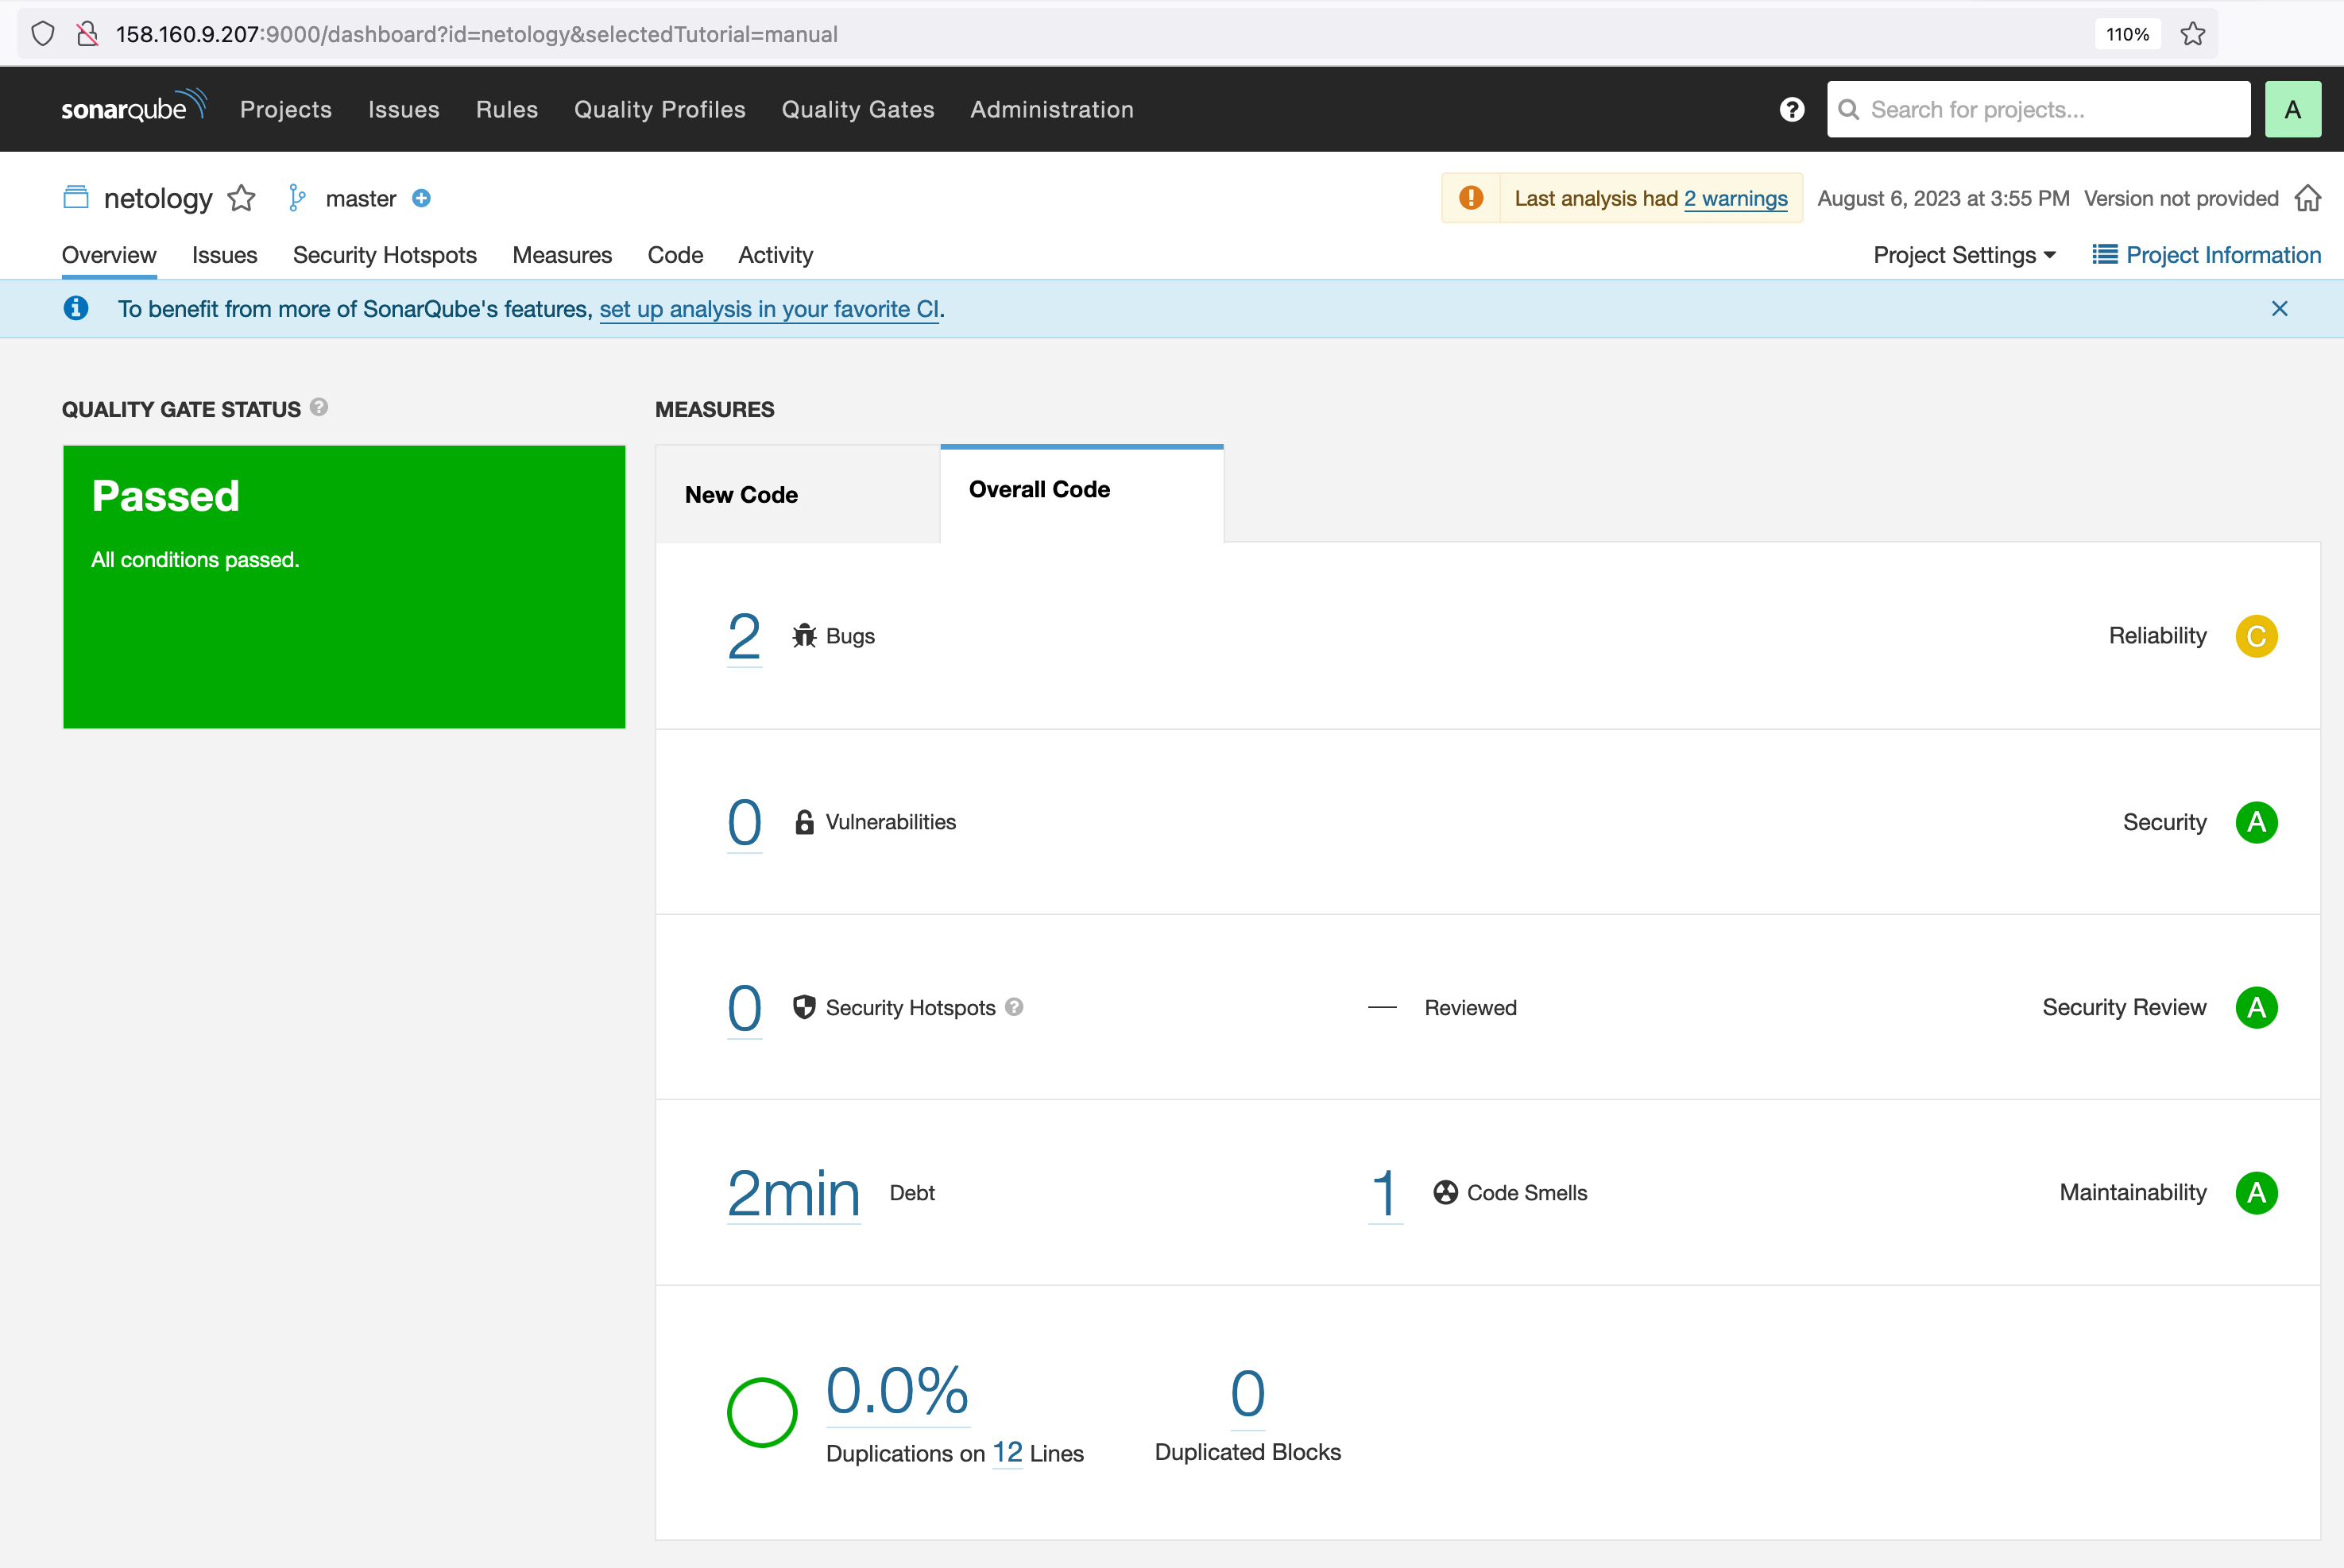 158.160.9.207:9000/dashboard?id=netology&selectedTutorial=manual 110%
sonarqube Projects Issues Rules Quality Profiles Quality Gates Administration ? Search for projects... A
netology master Last analysis had 2 warnings August 6, 2023 at 3:55 PM Version not provided
Overview Issues Security Hotspots Measures Code Activity Project Settings Project Information
To benefit from more of SonarQube's features, set up analysis in your favorite CI.
QUALITY GATE STATUS ? MEASURES
Passed
All conditions passed.
New Code Overall Code
2 Bugs Reliability C
0 Vulnerabilities Security A
0 Security Hotspots ? — Reviewed Security Review A
2min Debt 1 Code Smells Maintainability A
0.0% 0
Duplications on 12 Lines Duplicated Blocks